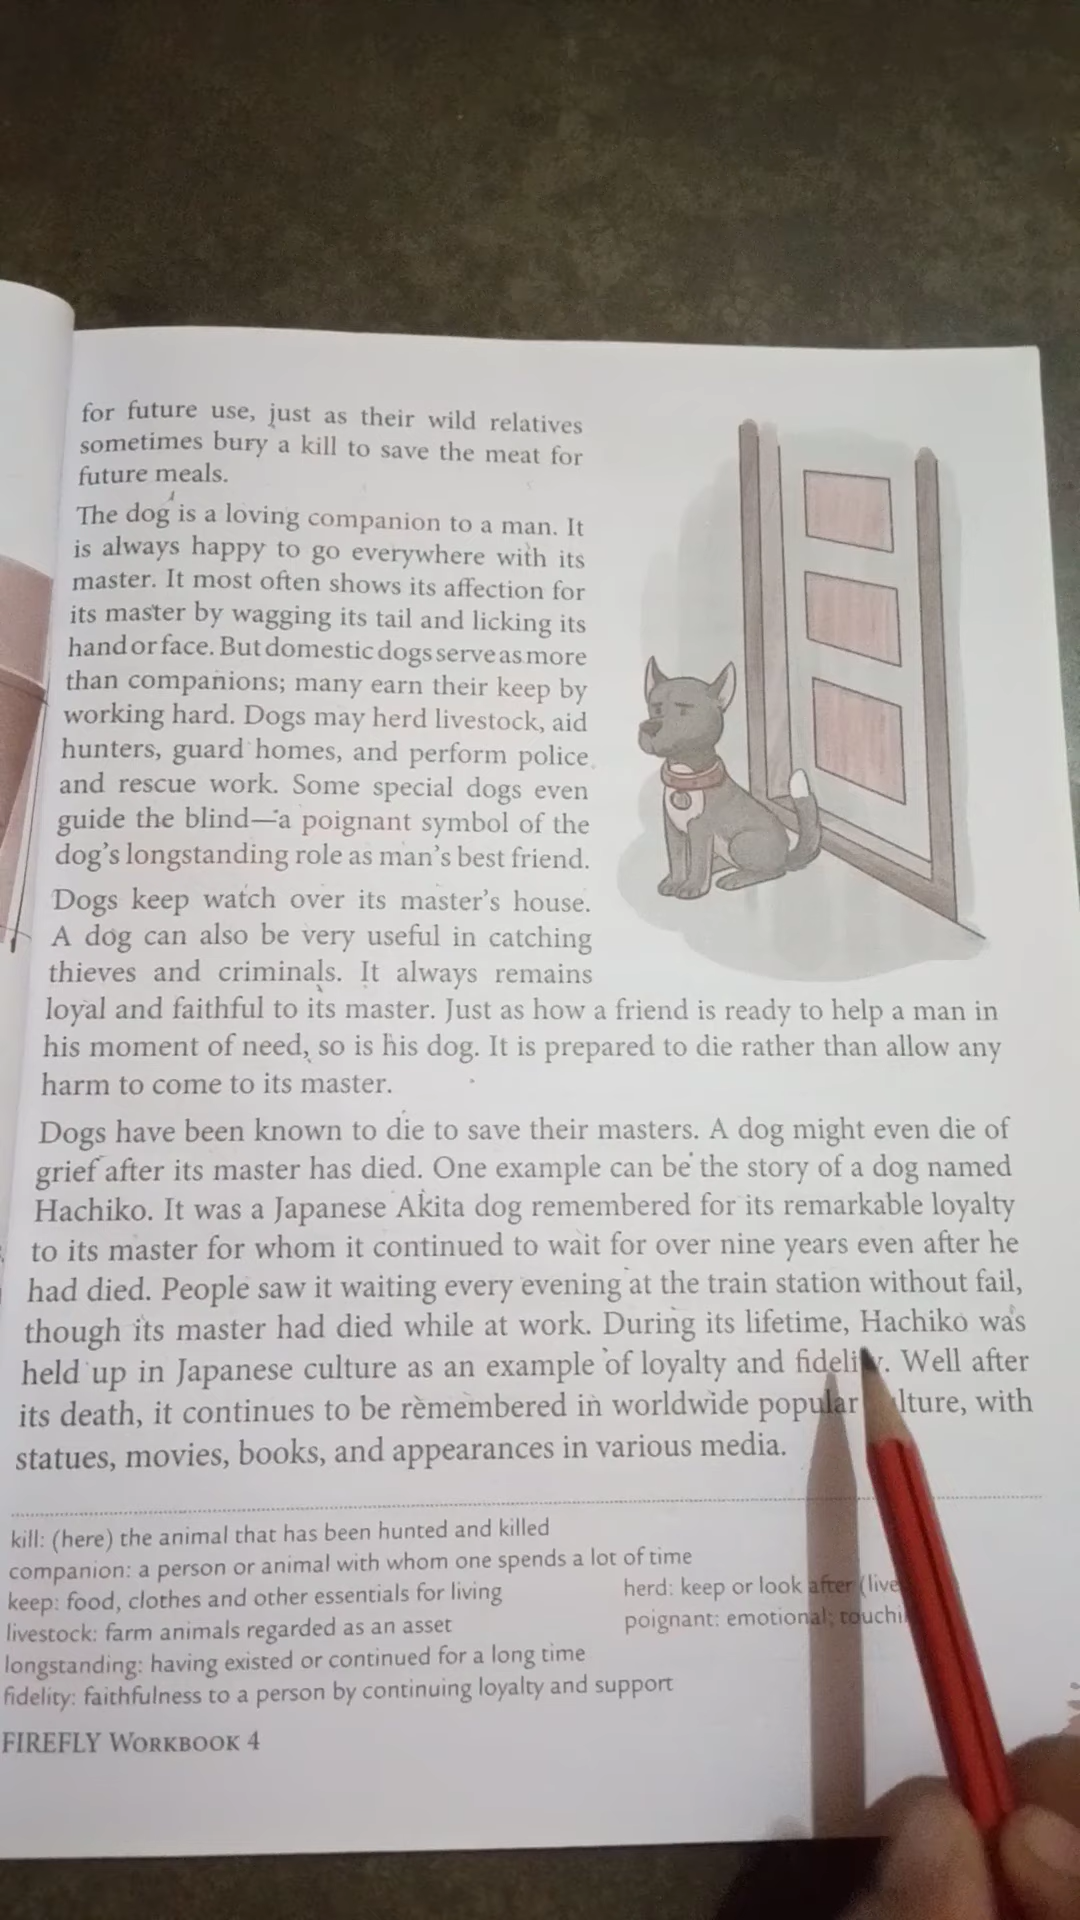 for future use, just as their wild relatives
sometimes bury a kill to save the meat for
future meals.
The dog is a loving companion to a man. It
is always happy to go everywhere with its
master. It most often shows its affection for
its master by wagging its tail and licking its
hand or face. But domestic dogs serve as more
than companions; many earn their keep by
working hard. Dogs may herd livestock, aid
hunters, guard homes, and perform police
and rescue work. Some special dogs even
guide the blind—a poignant symbol of the
dog's longstanding role as man's best friend.
Dogs keep watch over its master's house.
A dog can also be very useful in catching
thieves and criminals. It always remains
loyal and faithful to its master. Just as how a friend is ready to help a man in
his moment of need, so is his dog. It is prepared to die rather than allow any
harm to come to its master.
Dogs have been known to die to save their masters. A dog might even die of
grief after its master has died. One example can be the story of a dog named
Hachiko. It was a Japanese Akita dog remembered for its remarkable loyalty
to its master for whom it continued to wait for over nine years even after he
had died. People saw it waiting every evening at the train station without fail,
though its master had died while at work. During its lifetime, Hachiko was
held up in Japanese culture as an example of loyalty and fidelity. Well after
its death, it continues to be remembered in worldwide popular culture, with
statues, movies, books, and appearances in various media.
kill: (here) the animal that has been hunted and killed
companion: a person or animal with whom one spends a lot of time
keep: food, clothes and other essentials for living
herd: keep or look after
livestock: farm animals regarded as an asset
poignant: emotional;
longstanding: having existed or continued for a long time
fidelity: faithfulness to a person by continuing loyalty and support
FIREFLY WORKBOOK 4